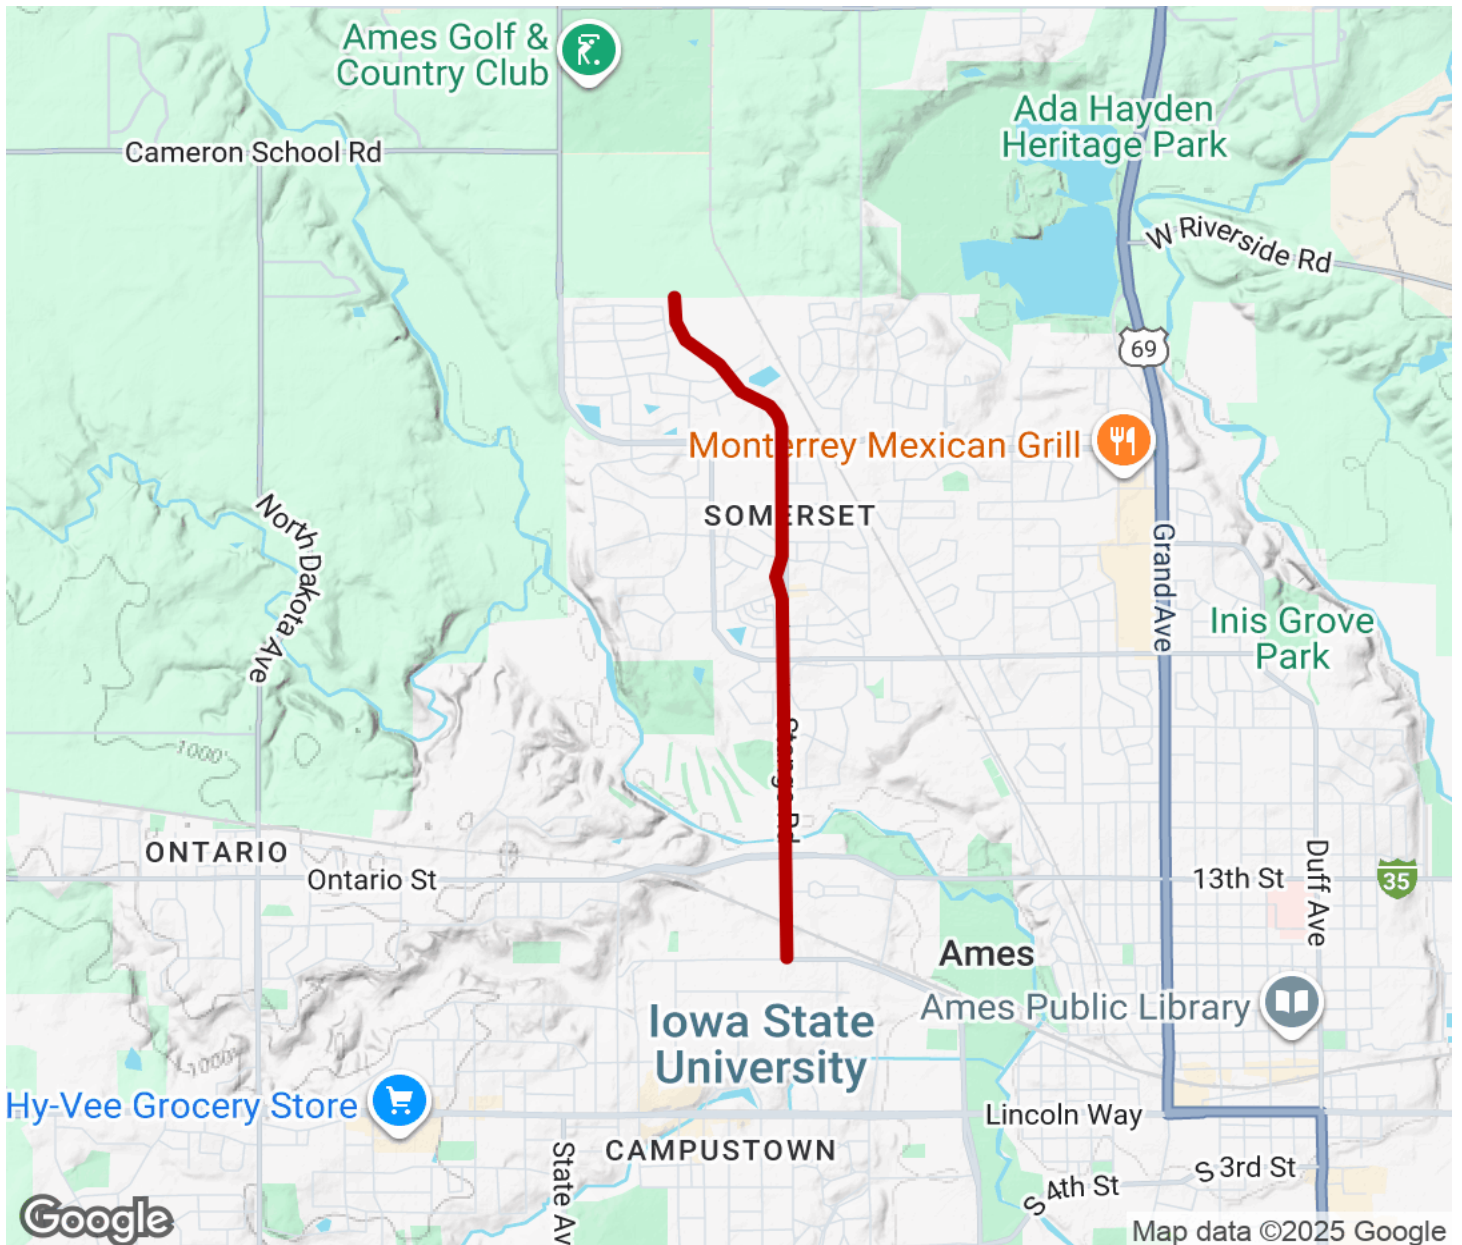 Ames Golf &
Country Club
Ada Hayden
Heritage Park
Cameron School Rd
W Riverside Rd
69
Monterrey Mexican Grill
SOMERSET
North Dakota Ave
Grand Ave
Inis Grove
Park
Stange Rd
1000'
ONTARIO
Ontario St
13th St
35
Duff Ave
Ames
Ames Public Library
Iowa State
University
1000'
Hy-Vee Grocery Store
Lincoln Way
CAMPUSTOWN
State Av
S 3rd St
S 4th St
Google
Map data ©2025 Google